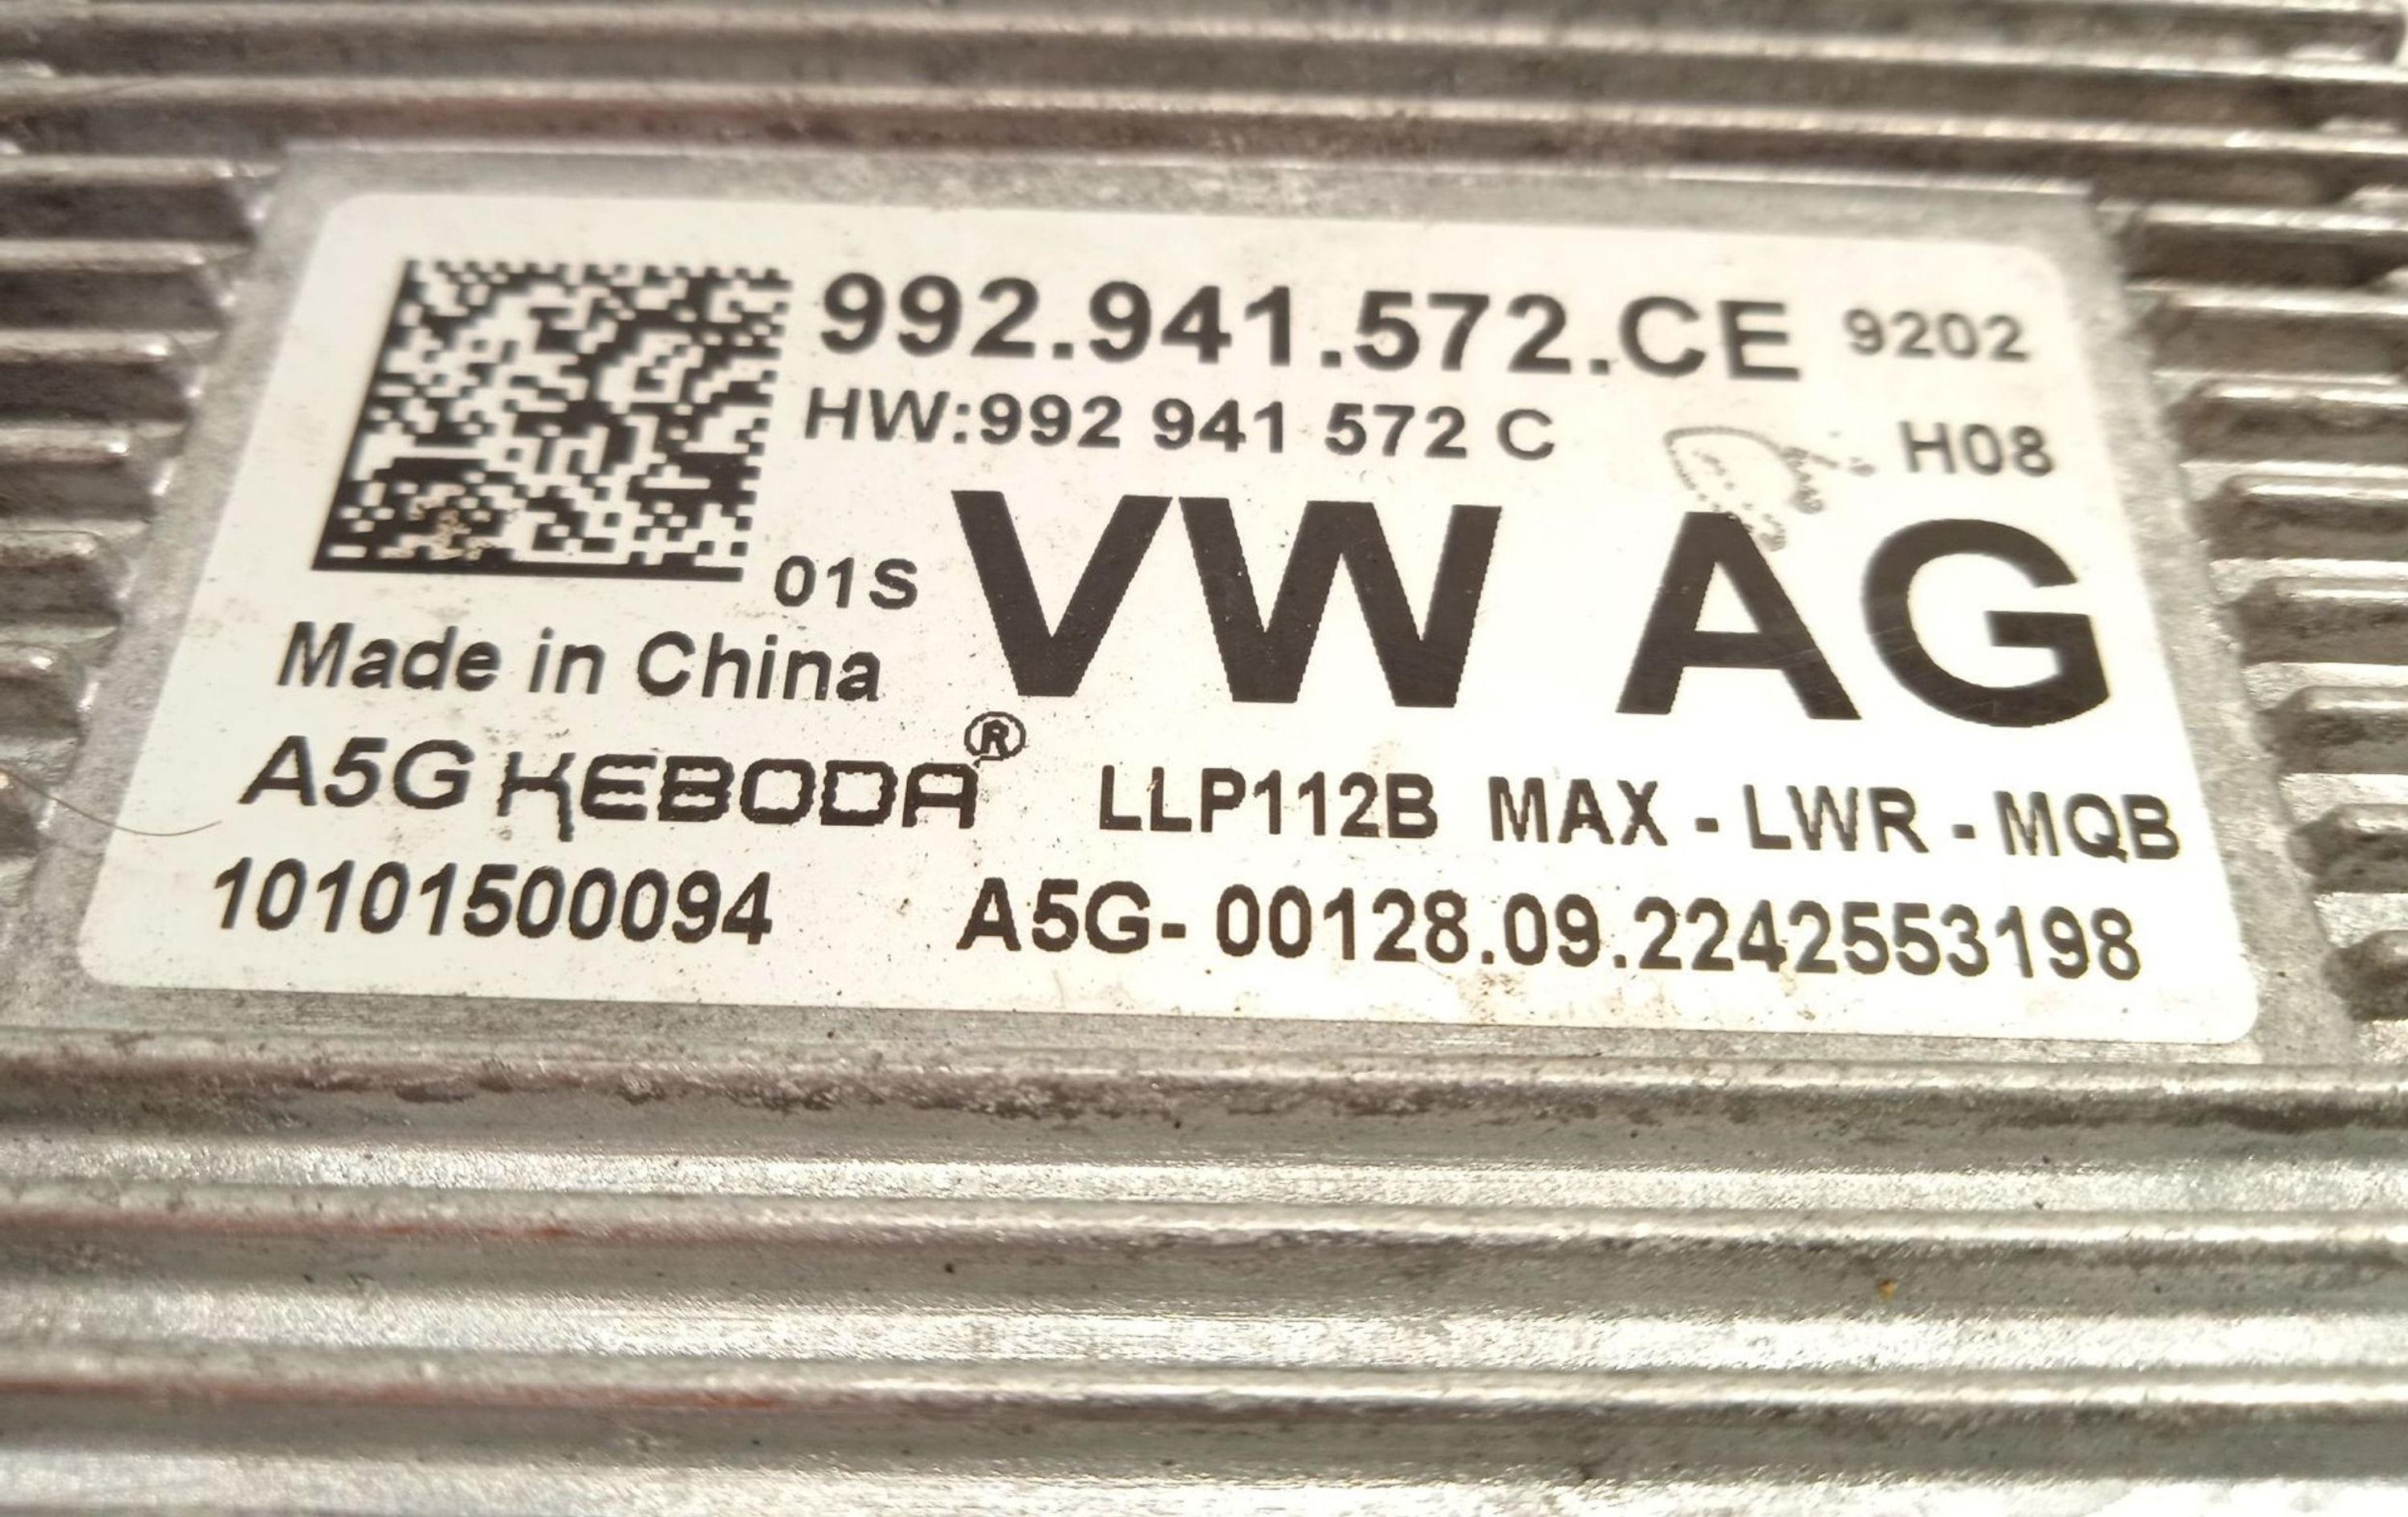 992.941.572.CE 9202
HW:992 941 572 C H08
01S VW AG
Made in China
A5G KEBODA® LLP112B MAX - LWR - MQB
10101500094 A5G- 00128.09.2242553198